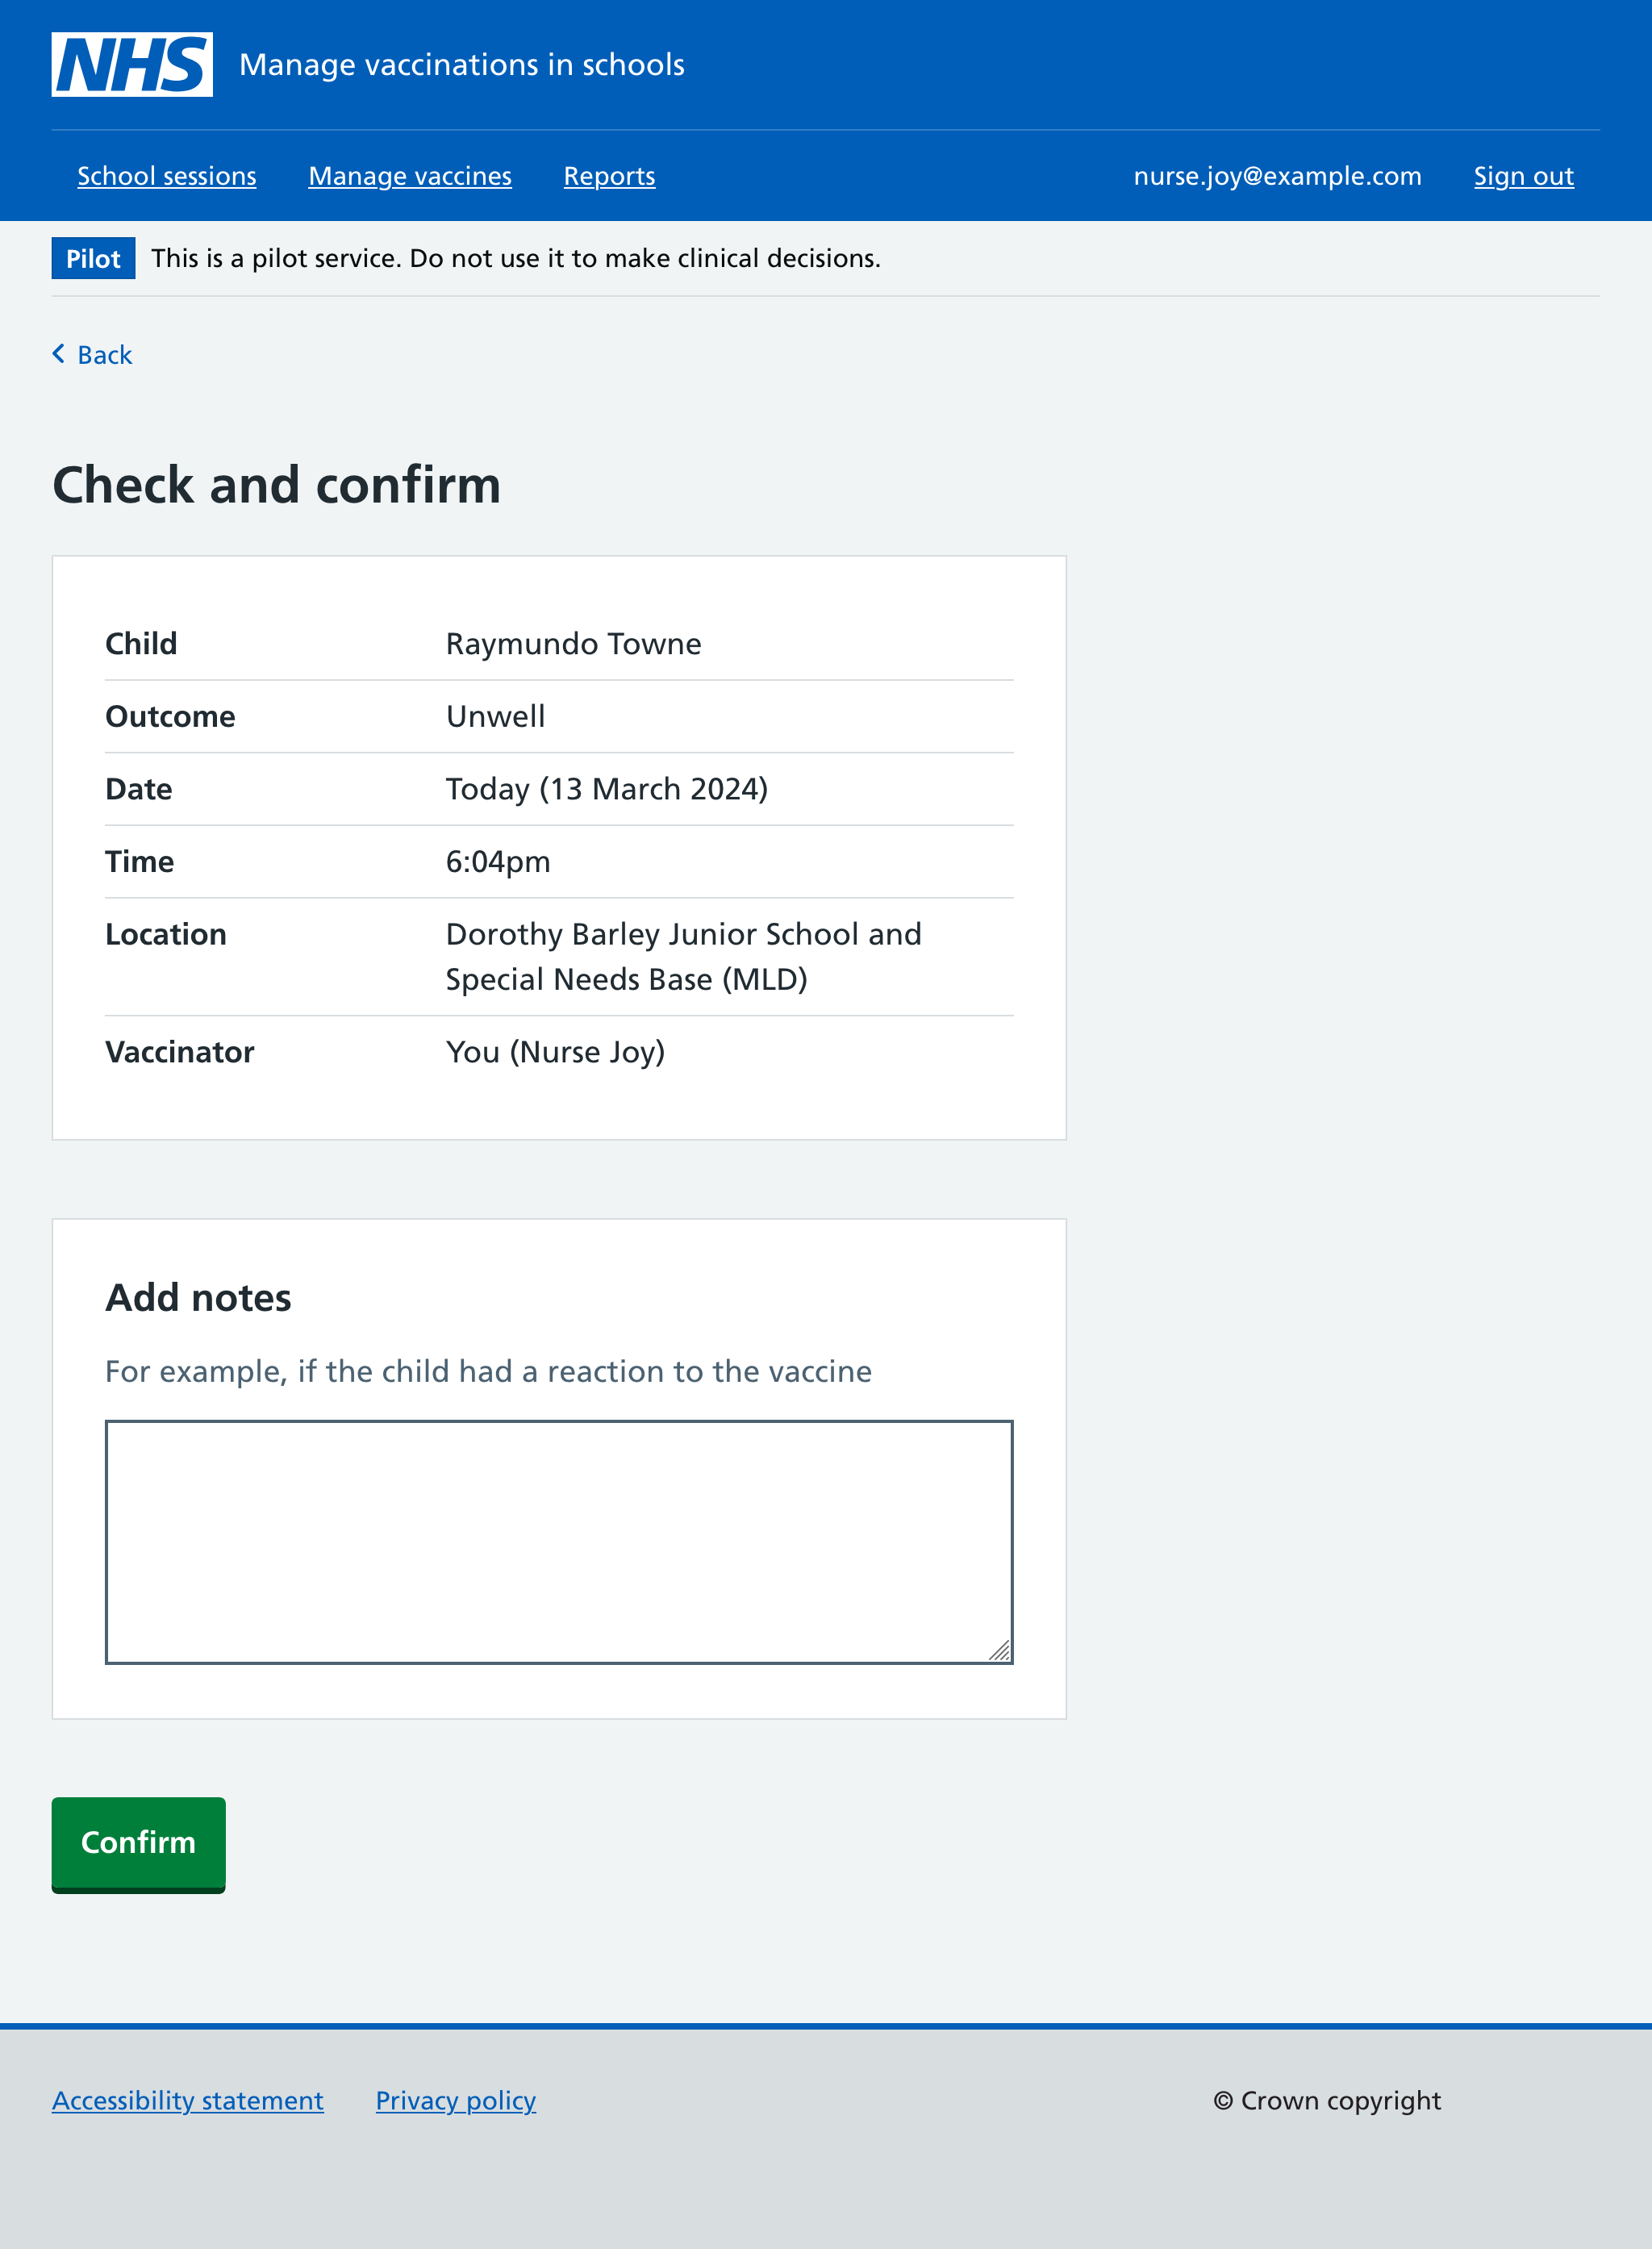 NHS Manage vaccinations in schools
School sessions Manage vaccines Reports nurse.joy@example.com Sign out
Pilot This is a pilot service. Do not use it to make clinical decisions.
Back
Check and confirm
Child Raymundo Towne
Outcome Unwell
Date Today (13 March 2024)
Time 6:04pm
Location Dorothy Barley Junior School and
Special Needs Base (MLD)
Vaccinator You (Nurse Joy)
Add notes
For example, if the child had a reaction to the vaccine
Confirm
Accessibility statement Privacy policy © Crown copyright